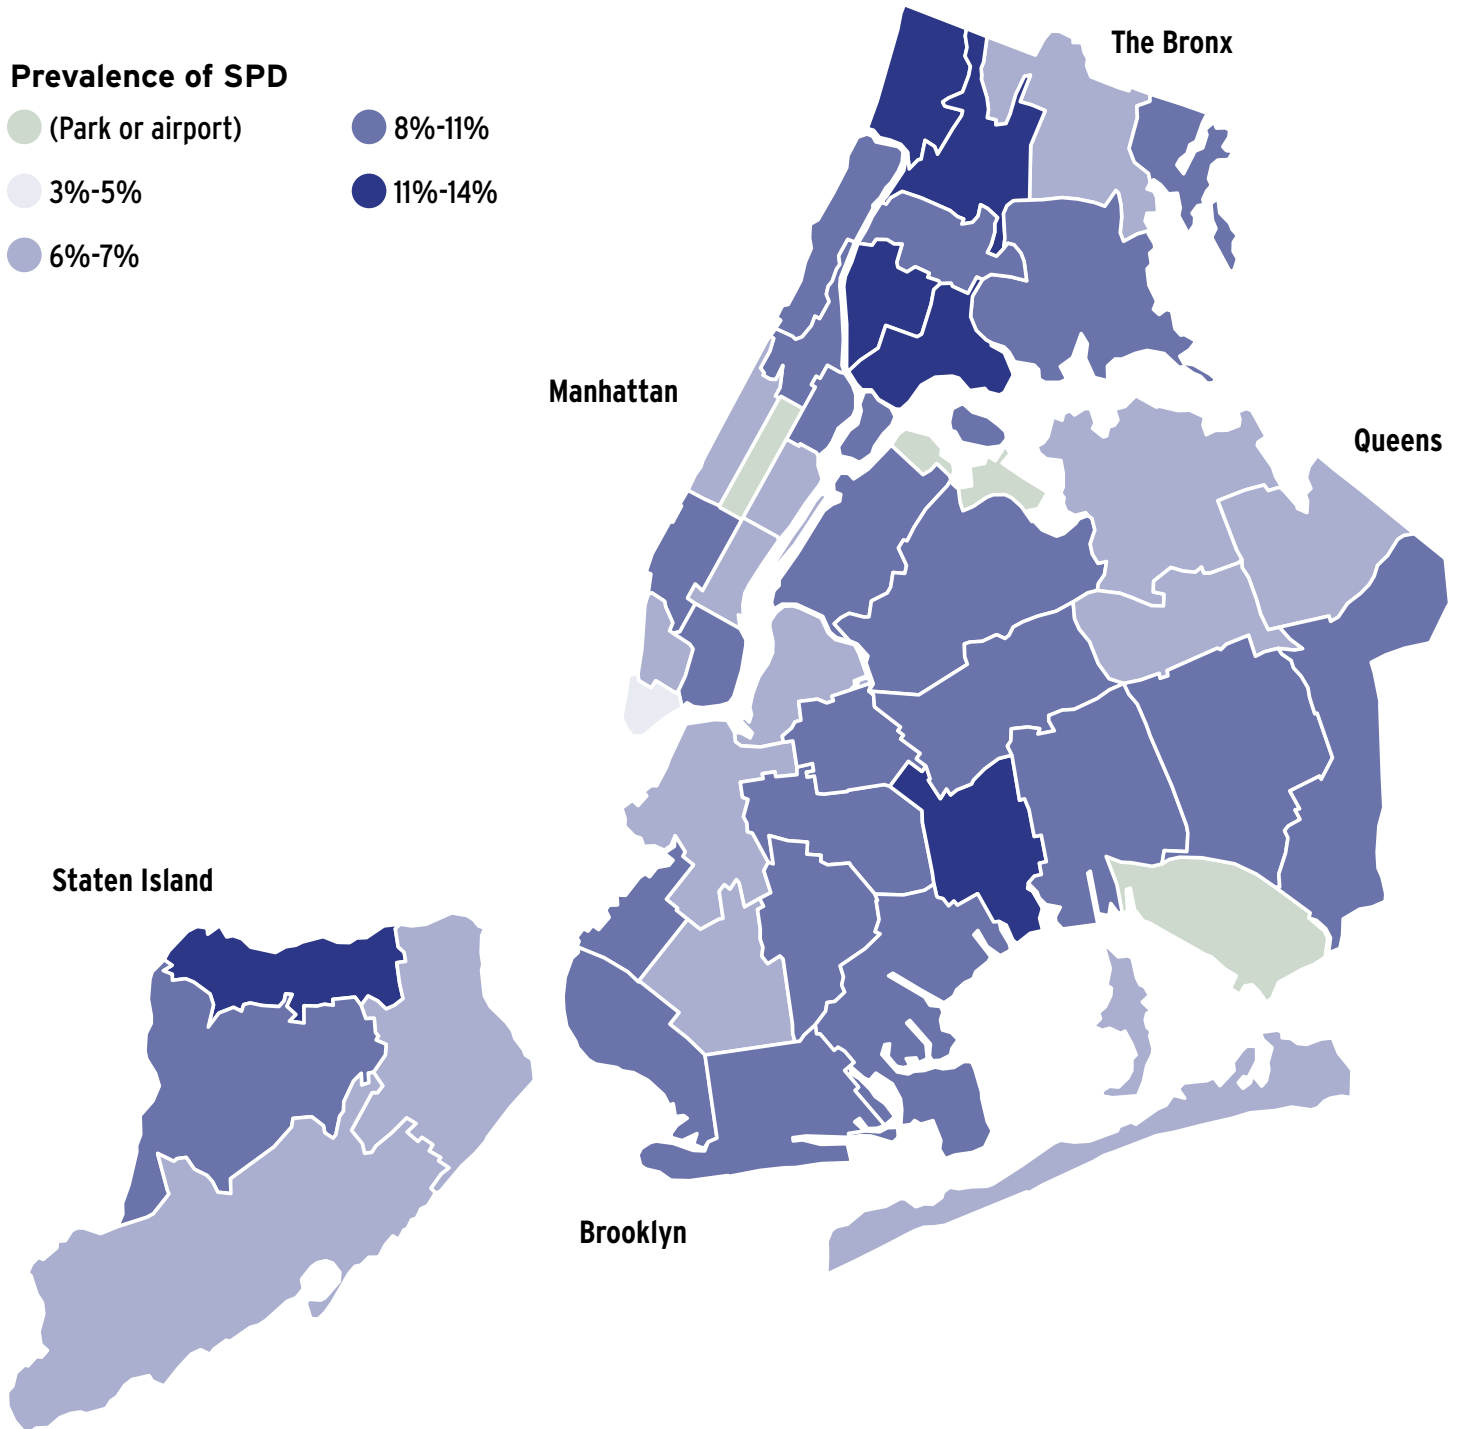 Prevalence of SPD
(Park or airport)
3%-5%
6%-7%
8%-11%
11%-14%
The Bronx
Manhattan
Queens
Staten Island
Brooklyn